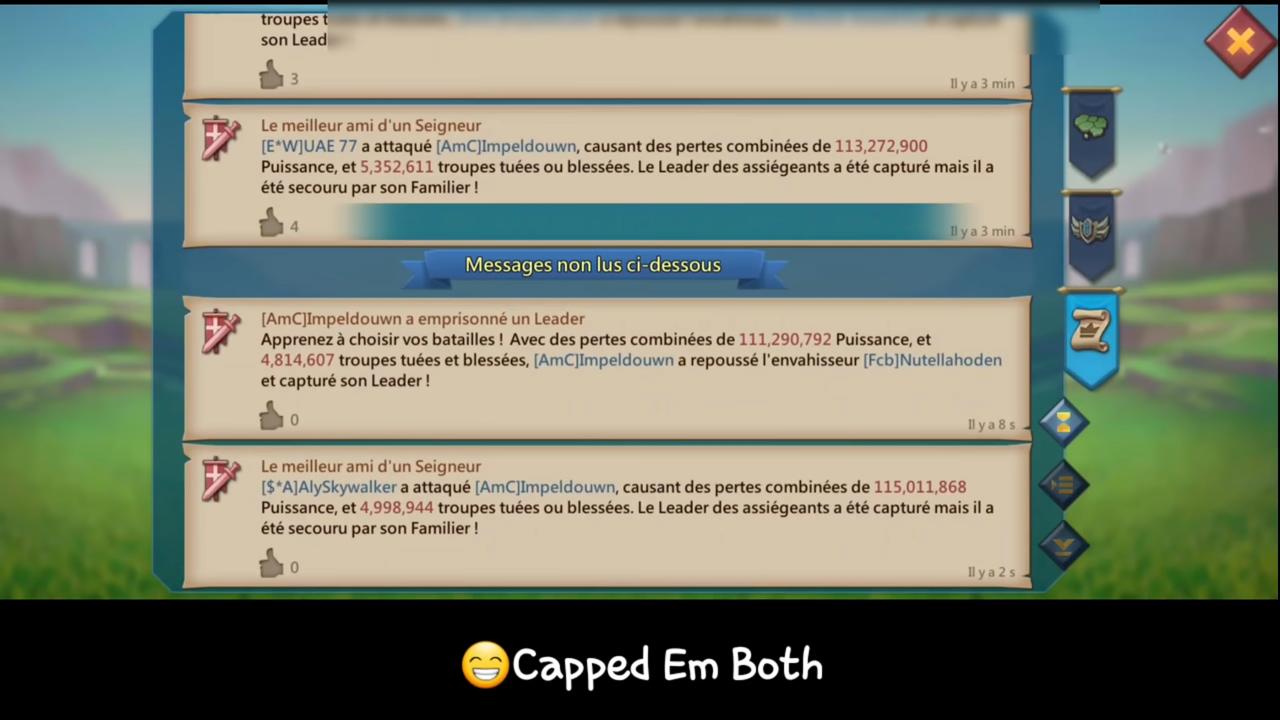 troupes
son Lead
3
Il y a 3 min
Le meilleur ami d'un Seigneur
[E*W]UAE 77 a attaqué [AmC]Impeldouwn, causant des pertes combinées de 113,272,900
Puissance, et 5,352,611 troupes tuées ou blessées. Le Leader des assiégeants a été capturé mais il a
été secouru par son Familier !
4
Il y a 3 min
Messages non lus ci-dessous
[AmC]Impeldouwn a emprisonné un Leader
Apprenez à choisir vos batailles ! Avec des pertes combinées de 111,290,792 Puissance, et
4,814,607 troupes tuées et blessées, [AmC]Impeldouwn a repoussé l'envahisseur [Fcb]Nutellahoden
et capturé son Leader !
0
Il y a 8 s
Le meilleur ami d'un Seigneur
[$*A]AlySkywalker a attaqué [AmC]Impeldouwn, causant des pertes combinées de 115,011,868
Puissance, et 4,998,944 troupes tuées ou blessées. Le Leader des assiégeants a été capturé mais il a
été secouru par son Familier !
0
Il y a 2 s
😁Capped Em Both